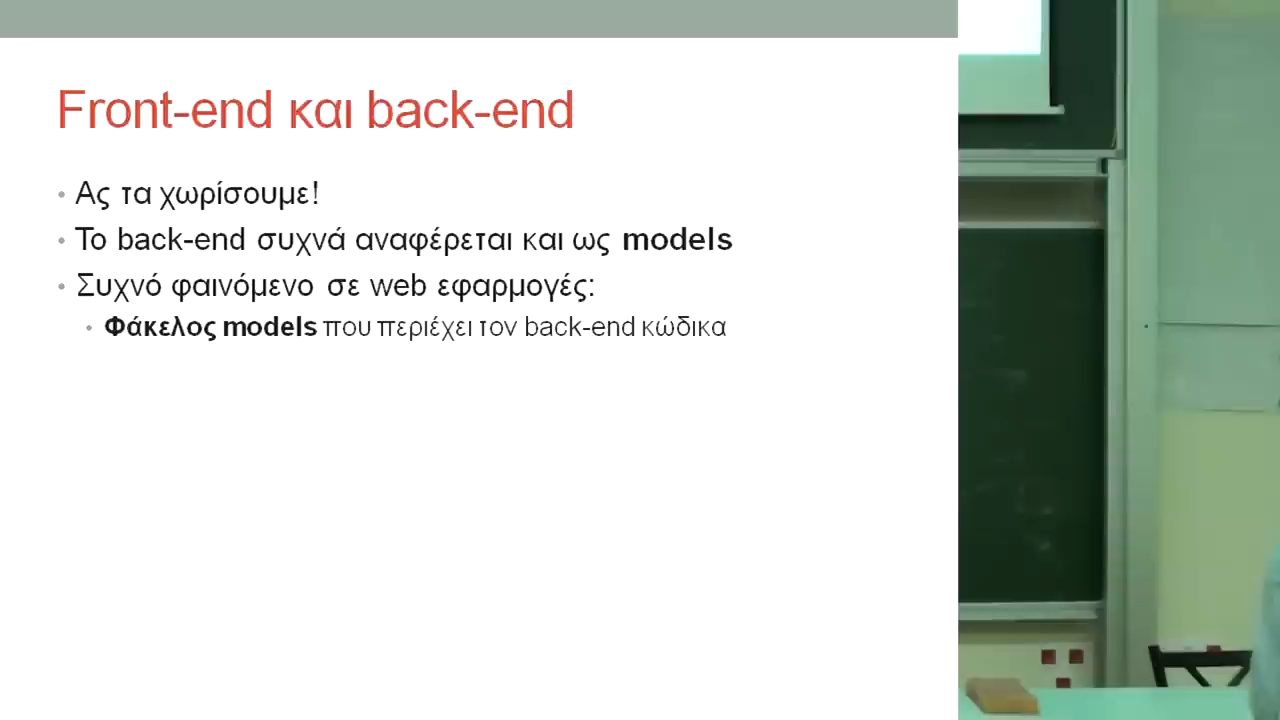 Front-end και back-end
• Ας τα χωρίσουμε!
• Το back-end συχνά αναφέρεται και ως models
• Συχνό φαινόμενο σε web εφαρμογές:
• Φάκελος models που περιέχει τον back-end κώδικα